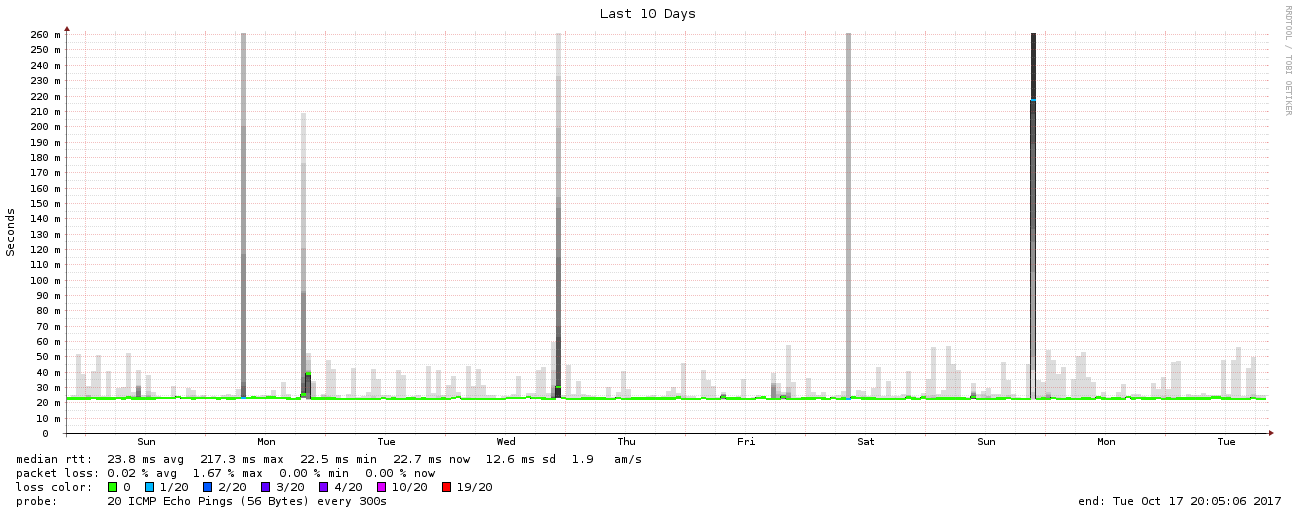 Last 10 Days
RRDTOOL / TOBI OETIKER
Seconds
260 m
250 m
240 m
230 m
220 m
210 m
200 m
190 m
180 m
170 m
160 m
150 m
140 m
130 m
120 m
110 m
100 m
90 m
80 m
70 m
60 m
50 m
40 m
30 m
20 m
10 m
0
Sun Mon Tue Wed Thu Fri Sat Sun Mon Tue
median rtt: 23.8 ms avg 217.3 ms max 22.5 ms min 22.7 ms now 12.6 ms sd 1.9 am/s
packet loss: 0.02 % avg 1.67 % max 0.00 % min 0.00 % now
loss color: 0 1/20 2/20 3/20 4/20 10/20 19/20
probe: 20 ICMP Echo Pings (56 Bytes) every 300s end: Tue Oct 17 20:05:06 2017